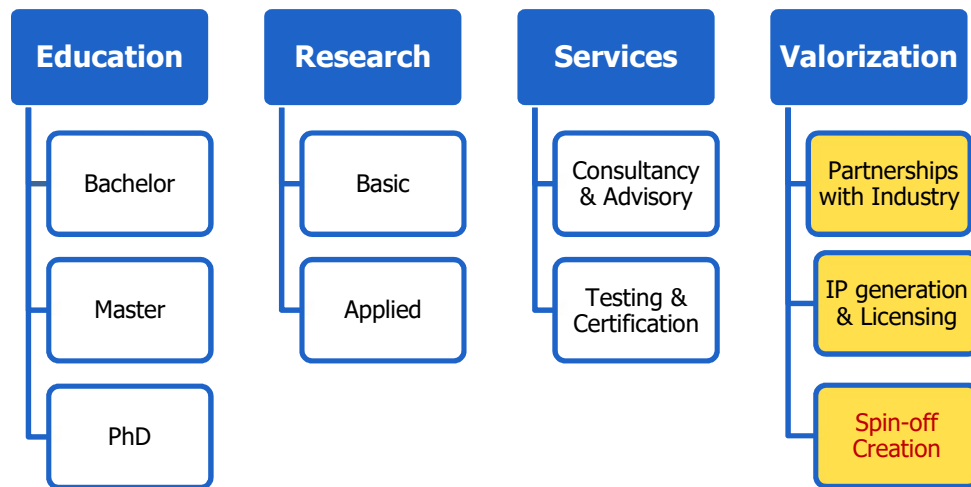 Education
Bachelor
Master
PhD
Research
Basic
Applied
Services
Consultancy
& Advisory
Testing &
Certification
Valorization
Partnerships
with Industry
IP generation
& Licensing
Spin-off
Creation